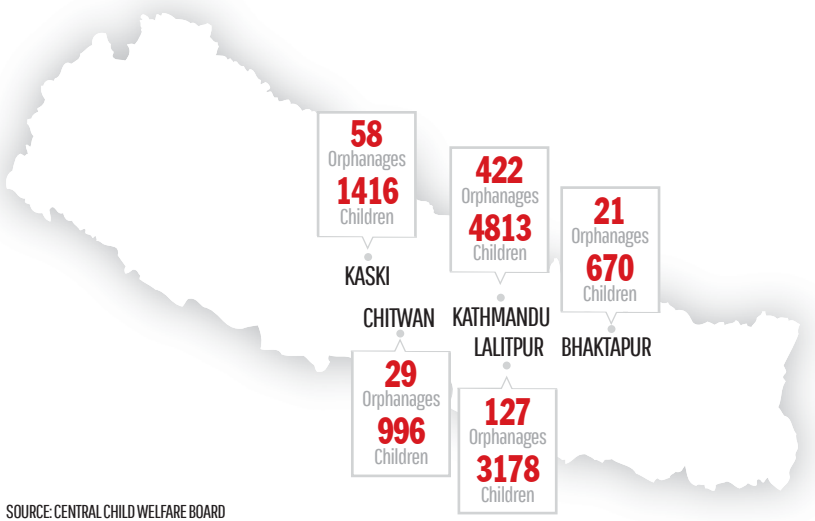 58
Orphanages
1416
Children
KASKI
422
Orphanages
4813
Children
KATHMANDU
21
Orphanages
670
Children
BHAKTAPUR
CHITWAN
29
Orphanages
996
Children
LALITPUR
127
Orphanages
3178
Children
SOURCE: CENTRAL CHILD WELFARE BOARD